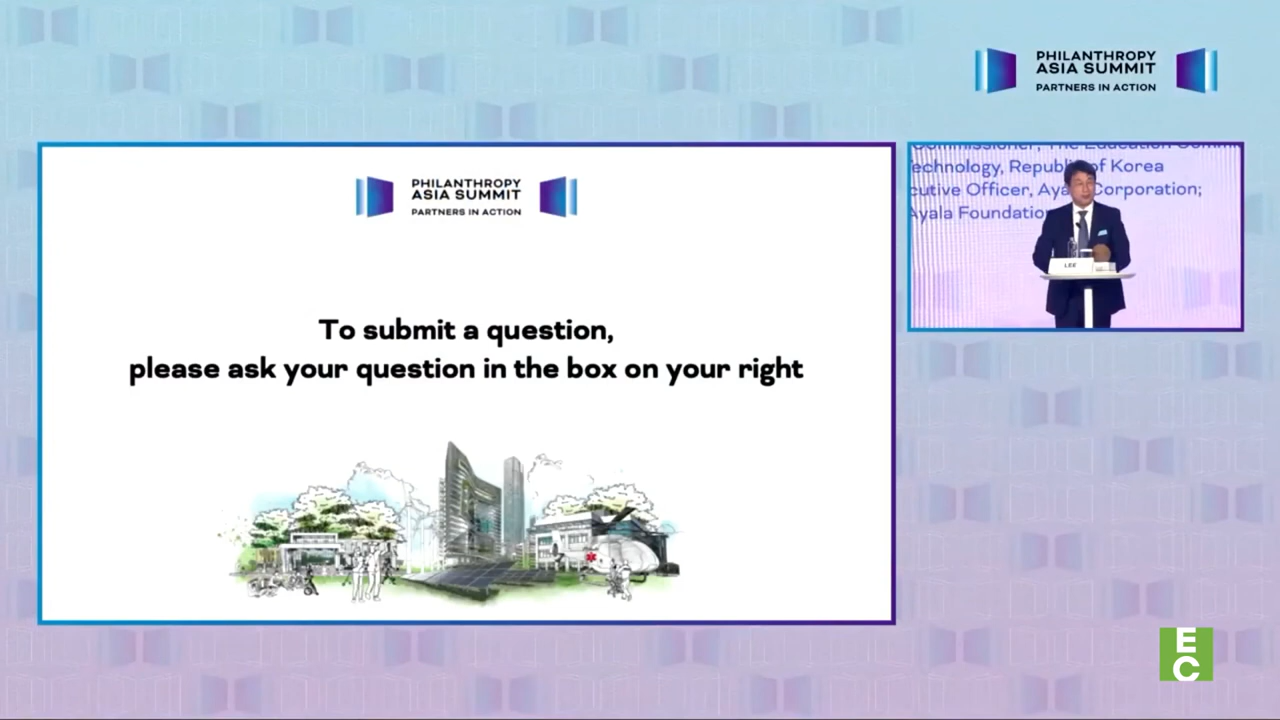 PHILANTHROPY
ASIA SUMMIT
PARTNERS IN ACTION
PHILANTHROPY
ASIA SUMMIT
PARTNERS IN ACTION
To submit a question,
please ask your question in the box on your right
Commissioner, The Education Comm
echnology, Republic of Korea
cutive Officer, Ayala Corporation;
Ayala Foundation
LEE
E
C